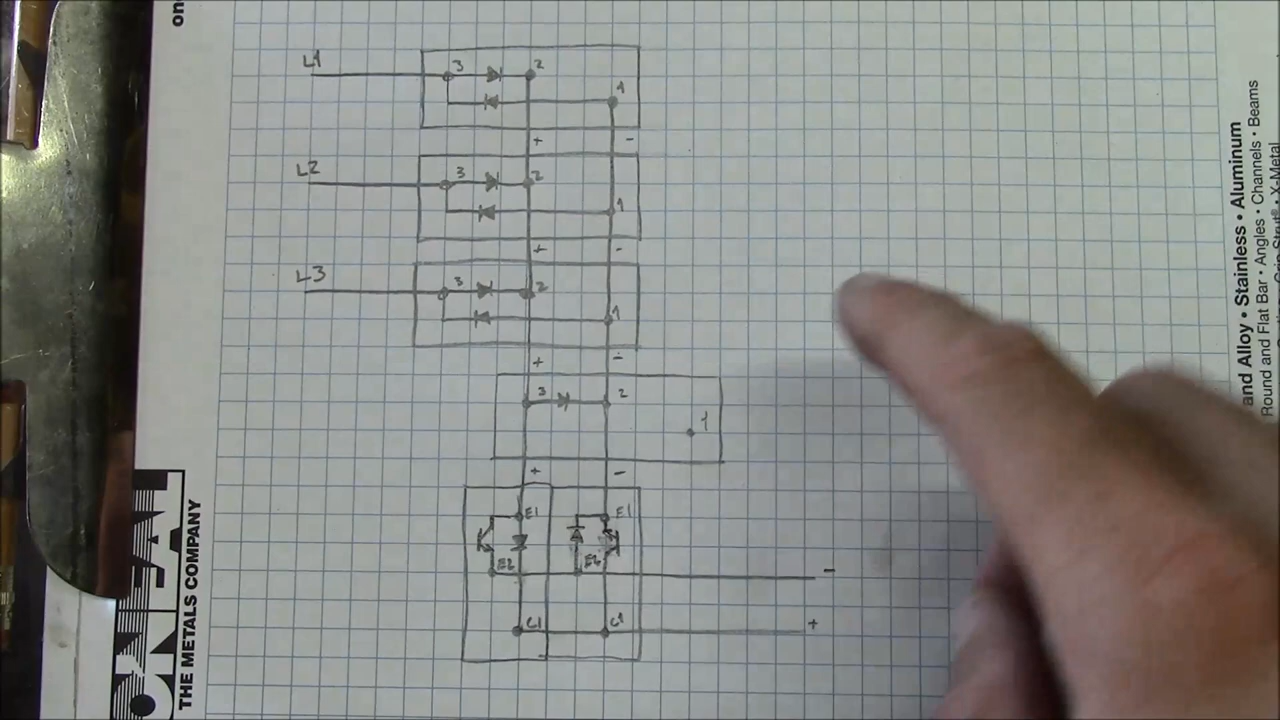 on
L1 3 2 1
+ -
L2 3 2 1
+ -
L3 3 2 1
+ -
3 2
1
+ -
E1 E1
E2 E2
-
C1 C1 +
THE METALS COMPANY
and Alloy • Stainless • Aluminum
Round and Flat Bar • Angles • Channels • Beams